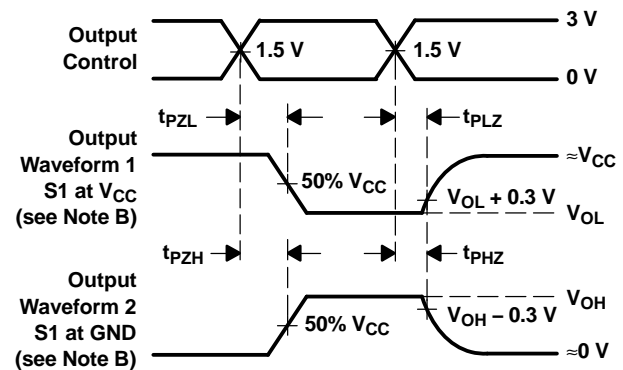 Output
Control
3 V
1.5 V
1.5 V
0 V
tPZL
tPLZ
Output
Waveform 1
S1 at VCC
(see Note B)
≈VCC
50% VCC
VOL + 0.3 V
VOL
tPZH
tPHZ
Output
Waveform 2
S1 at GND
(see Note B)
VOH
50% VCC
VOH – 0.3 V
≈0 V